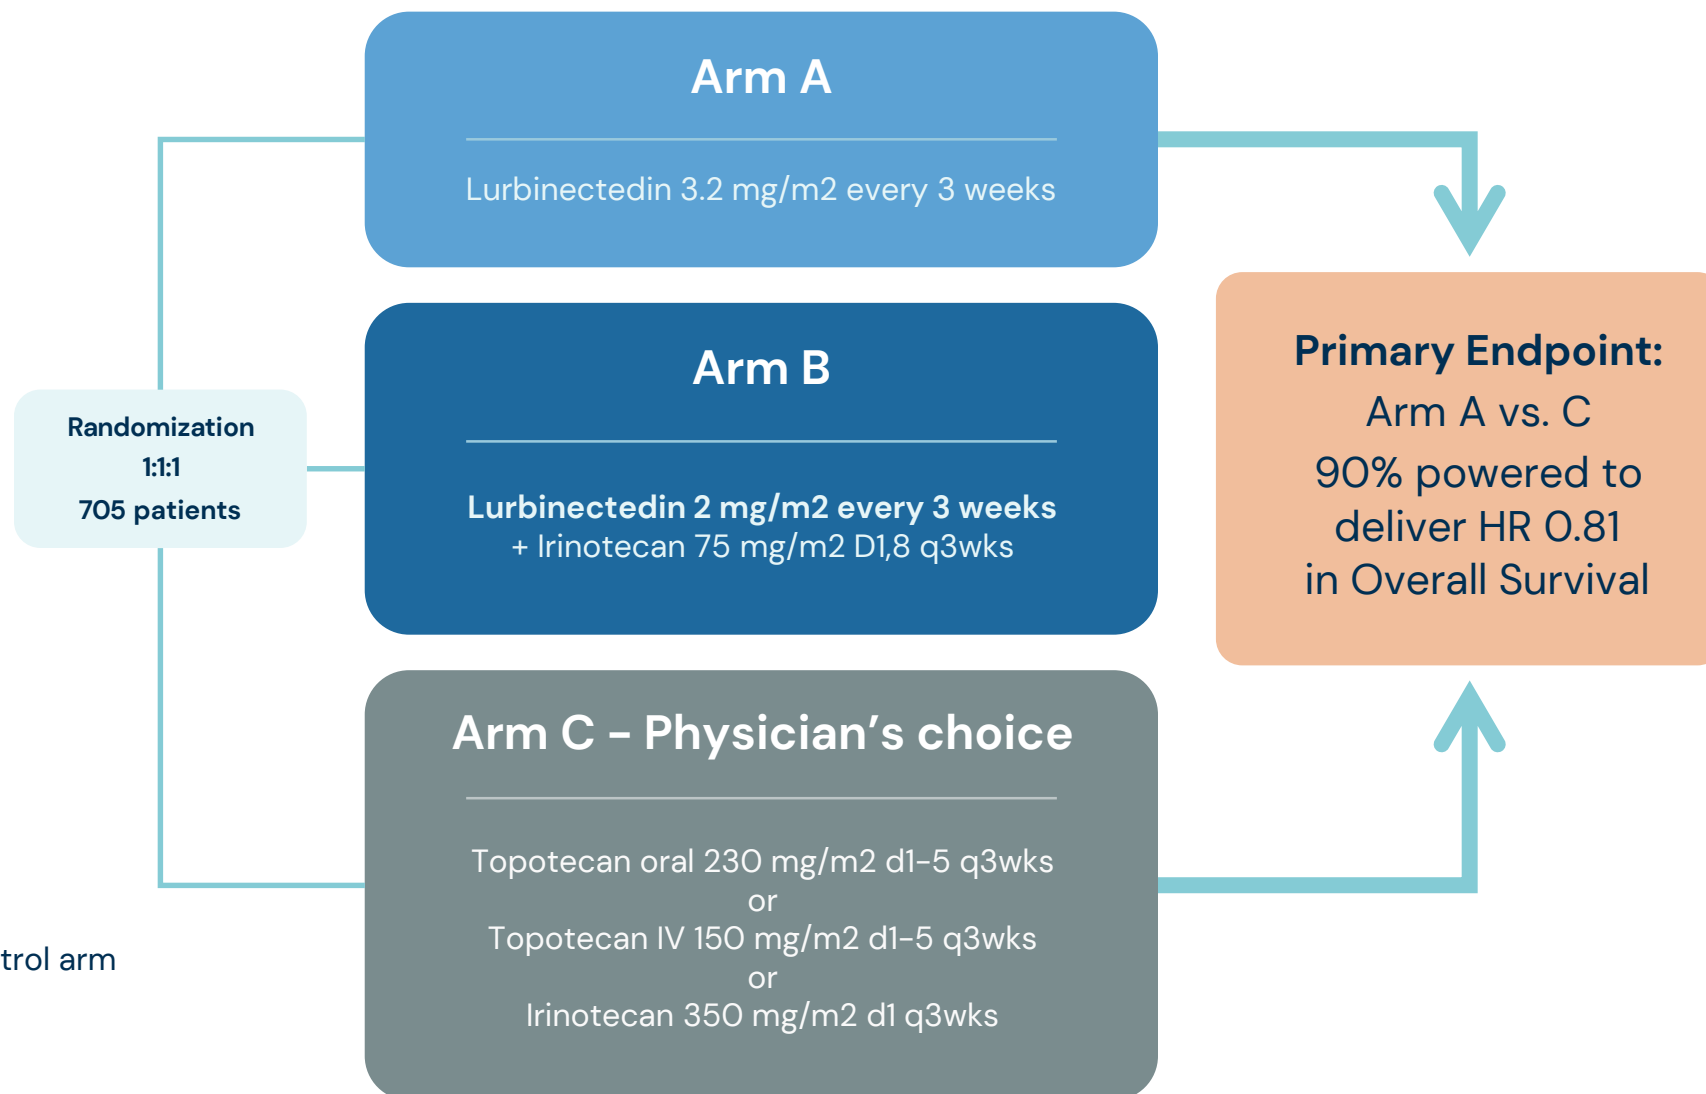 Arm A
Lurbinectedin 3.2 mg/m2 every 3 weeks
Randomization
1:1:1
705 patients
Arm B
Lurbinectedin 2 mg/m2 every 3 weeks
+ Irinotecan 75 mg/m2 D1,8 q3wks
Primary Endpoint:
Arm A vs. C
90% powered to
deliver HR 0.81
in Overall Survival
Arm C – Physician’s choice
Topotecan oral 230 mg/m2 d1-5 q3wks
or
Topotecan IV 150 mg/m2 d1-5 q3wks
or
Irinotecan 350 mg/m2 d1 q3wks
trol arm